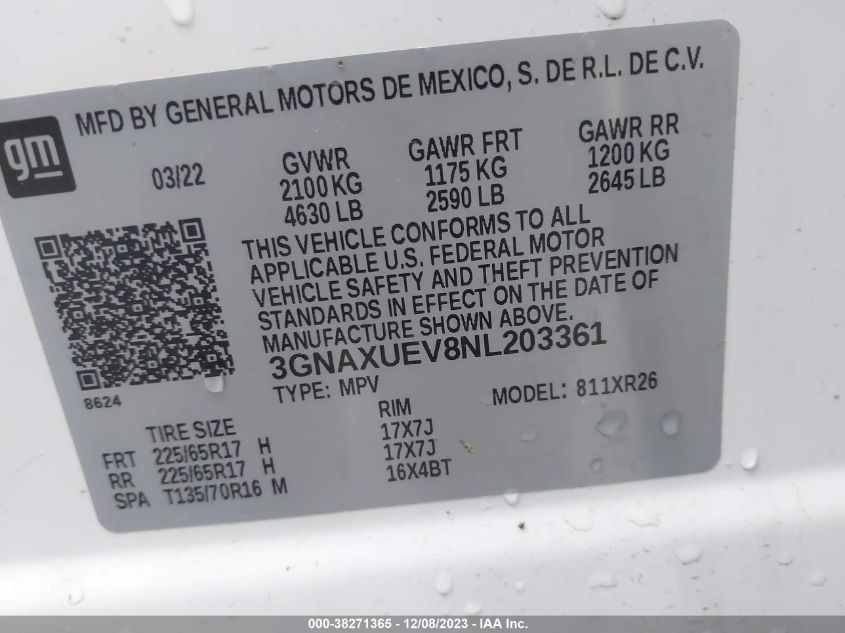 MFD BY GENERAL MOTORS DE MEXICO, S. DE R.L. DE C.V.
gm
03/22
GVWR
2100 KG
4630 LB
GAWR FRT
1175 KG
2590 LB
GAWR RR
1200 KG
2645 LB
THIS VEHICLE CONFORMS TO ALL
APPLICABLE U.S. FEDERAL MOTOR
VEHICLE SAFETY AND THEFT PREVENTION
STANDARDS IN EFFECT ON THE DATE OF
MANUFACTURE SHOWN ABOVE.
3GNAXUEV8NL203361
TYPE: MPV
MODEL: 811XR26
8624
TIRE SIZE
RIM
FRT 225/65R17 H 17X7J
RR 225/65R17 H 17X7J
SPA T135/70R16 M 16X4BT
000-38271365 - 12/08/2023 - IAA Inc.